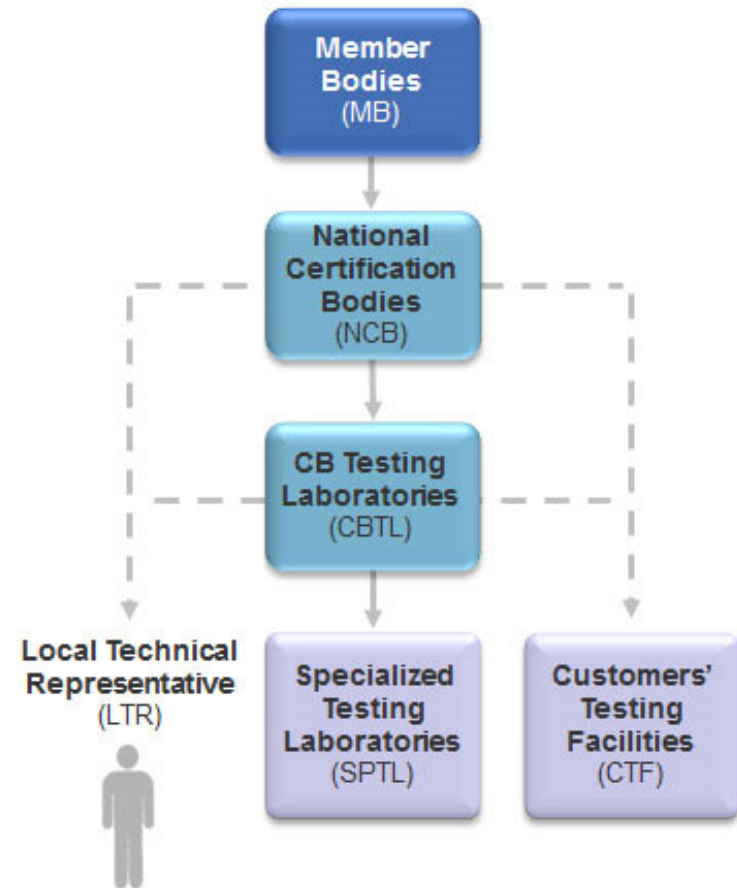 Member
Bodies
(MB)
National
Certification
Bodies
(NCB)
CB Testing
Laboratories
(CBTL)
Local Technical
Representative
(LTR)
Specialized
Testing
Laboratories
(SPTL)
Customers’
Testing
Facilities
(CTF)